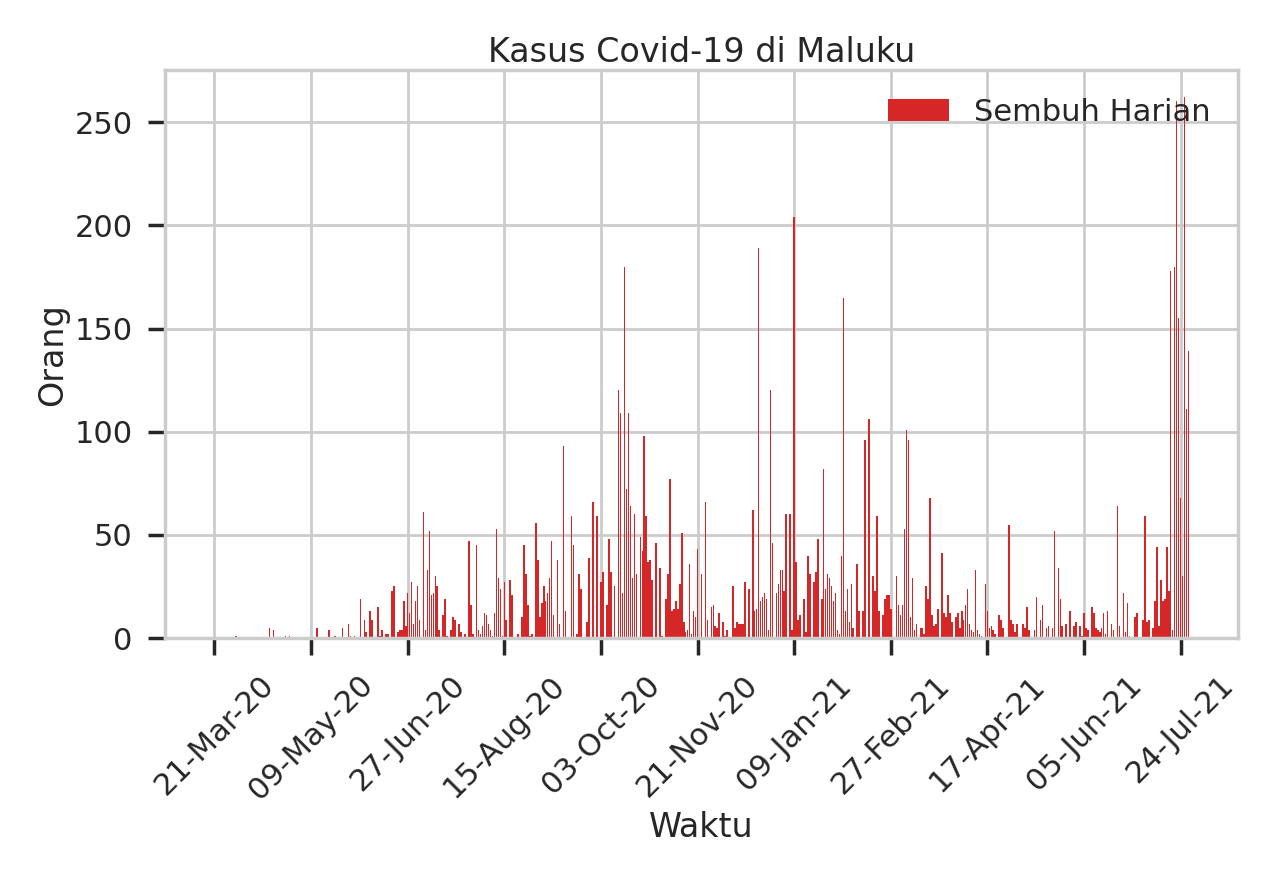 Kasus Covid-19 di Maluku
Sembuh Harian
Orang
250
200
150
100
50
0
21-Mar-20
09-May-20
27-Jun-20
15-Aug-20
03-Oct-20
21-Nov-20
09-Jan-21
27-Feb-21
17-Apr-21
05-Jun-21
24-Jul-21
Waktu